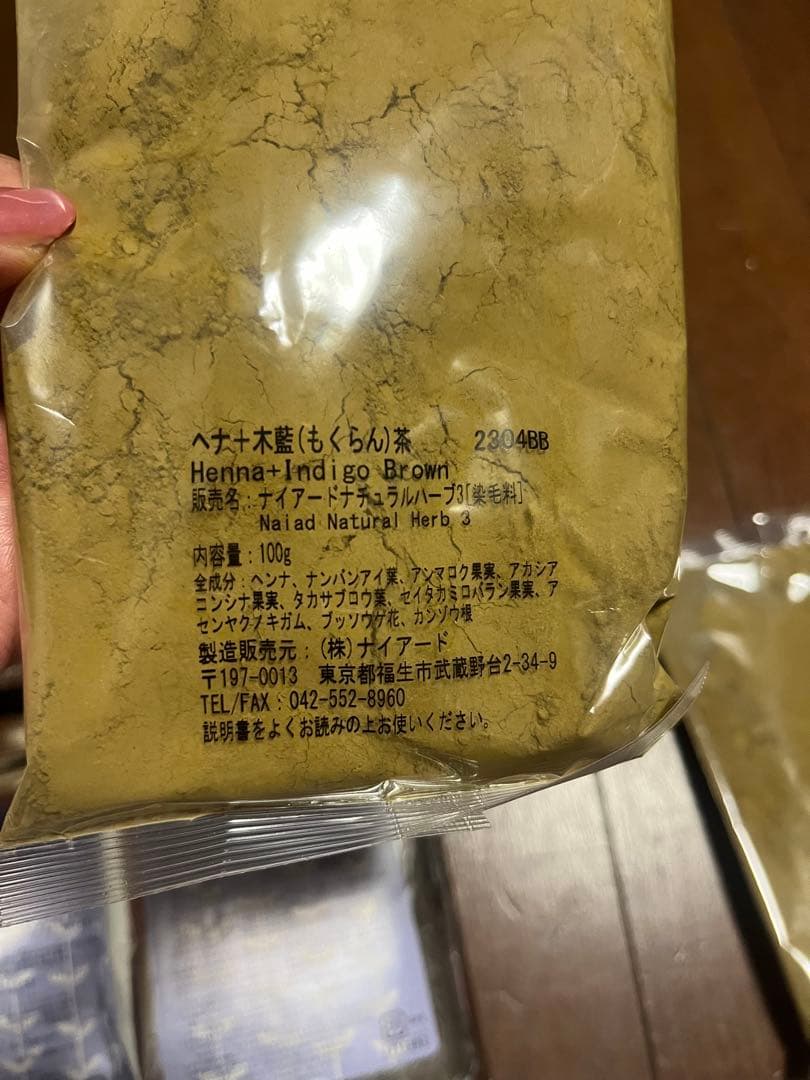 ヘナ+木藍(もくらん)茶 2304BB
Henna+Indigo Brown
販売名:ナイアードナチュラルハーブ3[染毛料]
Naiad Natural Herb 3
内容量:100g
全成分:ヘンナ、ナンバンアイ葉、アンマロク果実、アカシア
コンシナ果実、タカサブロウ葉、セイタカミロバラン果実、ア
センヤクノキガム、ブッソウゲ花、カンゾウ根
製造販売元:(株)ナイアード
〒197-0013 東京都福生市武蔵野台2-34-9
TEL/FAX:042-552-8960
説明書をよくお読みの上お使いください。